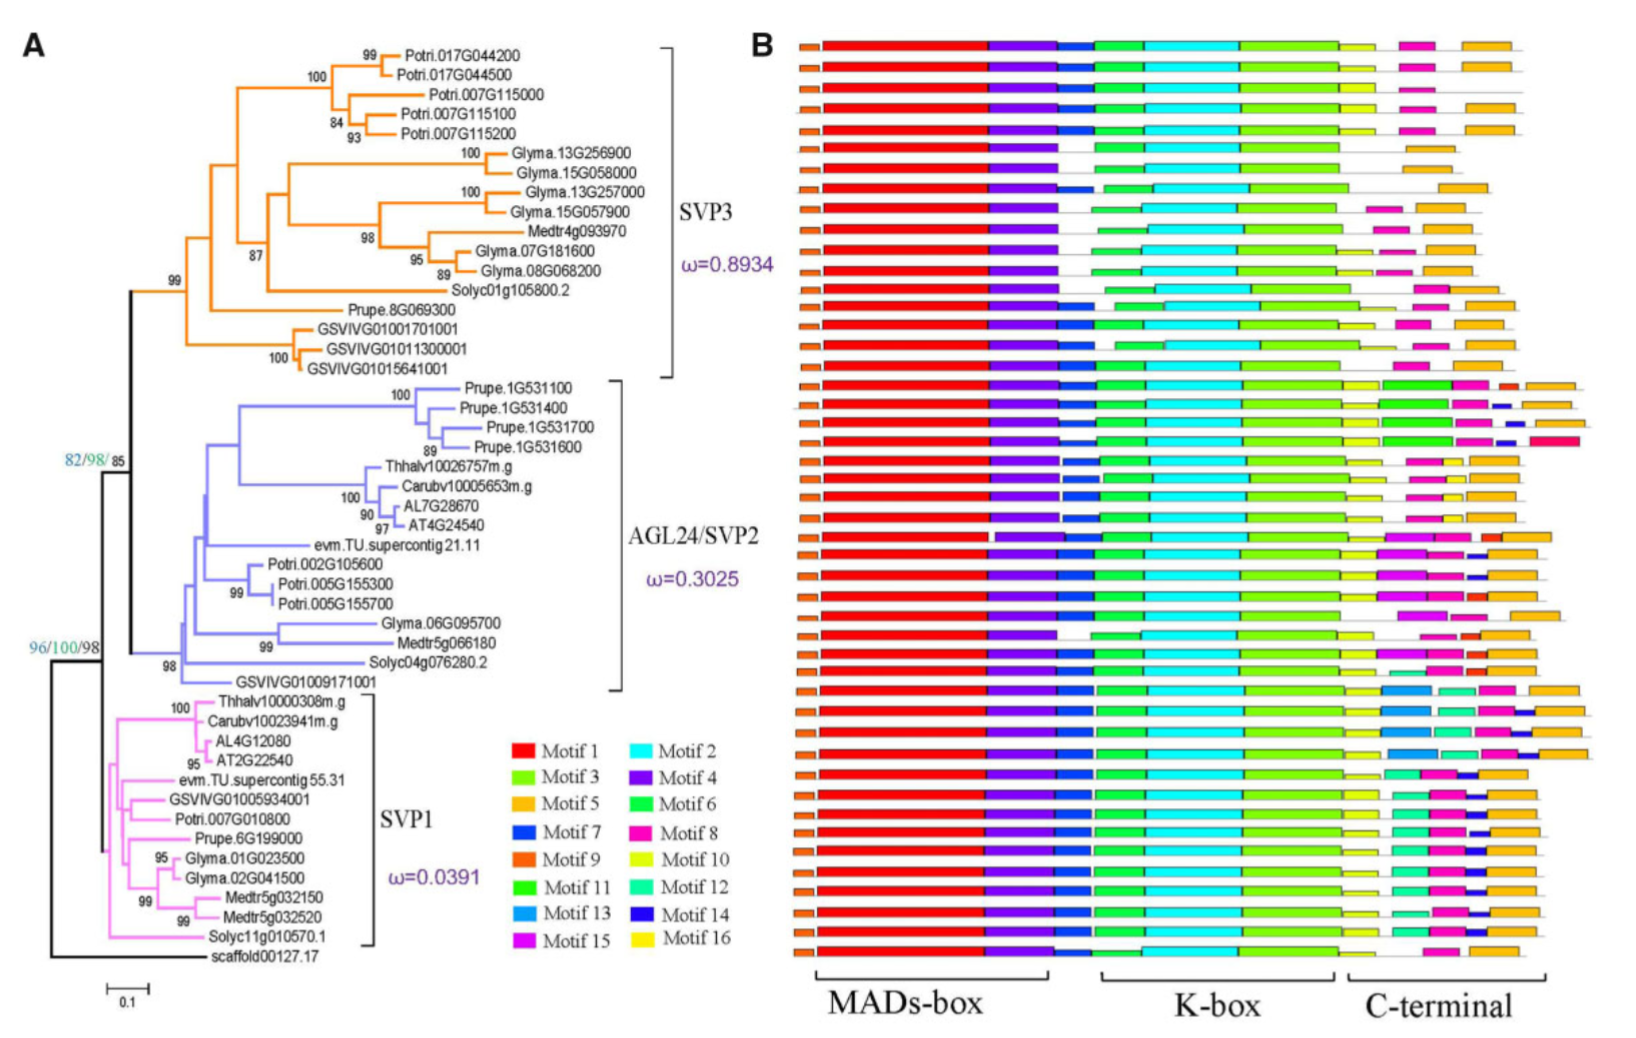 A
B
99
Potri.017G044200
100
Potri.017G044500
Potri.007G115000
84
Potri.007G115100
93
Potri.007G115200
100
Glyma.13G256900
Glyma.15G058000
100
Glyma.13G257000
Glyma.15G057900
SVP3
98
Medtr4g093970
87
95
Glyma.07G181600
89
Glyma.08G068200
ω=0.8934
99
Solyc01g105800.2
Prupe.8G069300
GSVIVG01001701001
GSVIVG01011300001
100
GSVIVG01015641001
100
Prupe.1G531100
Prupe.1G531400
Prupe.1G531700
89
Prupe.1G531600
82/98/85
Thhalv10026757m.g
100
Carubv10005653m.g
90
AL7G28670
97
AT4G24540
AGL24/SVP2
evm.TU.supercontig21.11
Potri.002G105600
ω=0.3025
99
Potri.005G155300
Potri.005G155700
Glyma.06G095700
99
Medtr5g066180
96/100/98
98
Solyc04g076280.2
GSVIVG01009171001
100
Thhalv10000308m.g
Carubv10023941m.g
AL4G12080
95
AT2G22540
evm.TU.supercontig55.31
GSVIVG01005934001
Potri.007G010800
SVP1
Prupe.6G199000
95
Glyma.01G023500
Glyma.02G041500
ω=0.0391
99
Medtr5g032150
99
Medtr5g032520
Solyc11g010570.1
scaffold00127.17
0.1
Motif 1 Motif 2
Motif 3 Motif 4
Motif 5 Motif 6
Motif 7 Motif 8
Motif 9 Motif 10
Motif 11 Motif 12
Motif 13 Motif 14
Motif 15 Motif 16
MADs-box K-box C-terminal